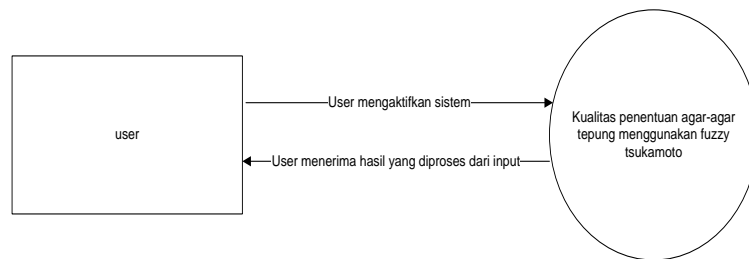 user
User mengaktifkan sistem
User menerima hasil yang diproses dari input
Kualitas penentuan agar-agar
tepung menggunakan fuzzy
tsukamoto